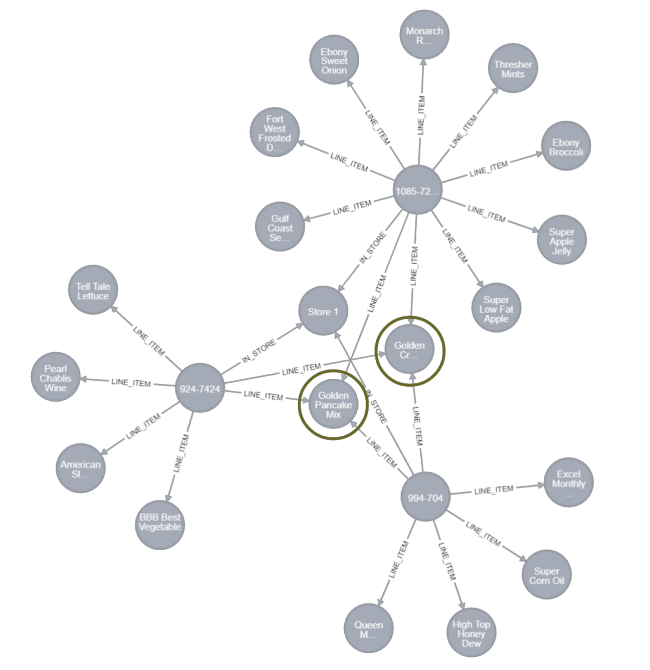 Monarch
R...
Ebony
Sweet
Onion
Thresher
Mints
LINE_ITEM
LINE_ITEM
LINE_ITEM
Fort
West
Frosted
D...
LINE_ITEM
Ebony
Broccoli
LINE_ITEM
1085-72...
Gulf
Coast
Se...
LINE_ITEM
LINE_ITEM
Super
Apple
Jelly
IN_STORE
LINE_ITEM
LINE_ITEM
LINE_ITEM
Super
Low Fat
Apple
Tell Tale
Lettuce
Store 1
LINE_ITEM
IN_STORE
Golden
Cr...
LINE_ITEM
Pearl
Chablis
Wine
LINE_ITEM
924-7424
LINE_ITEM
Golden
Pancake
Mix
IN_STORE
LINE_ITEM
LINE_ITEM
LINE_ITEM
LINE_ITEM
American
Sl...
BBB Best
Vegetable
994-704
LINE_ITEM
Excel
Monthly
...
LINE_ITEM
LINE_ITEM
LINE_ITEM
Super
Corn Oil
Queen
M...
High Top
Honey
Dew